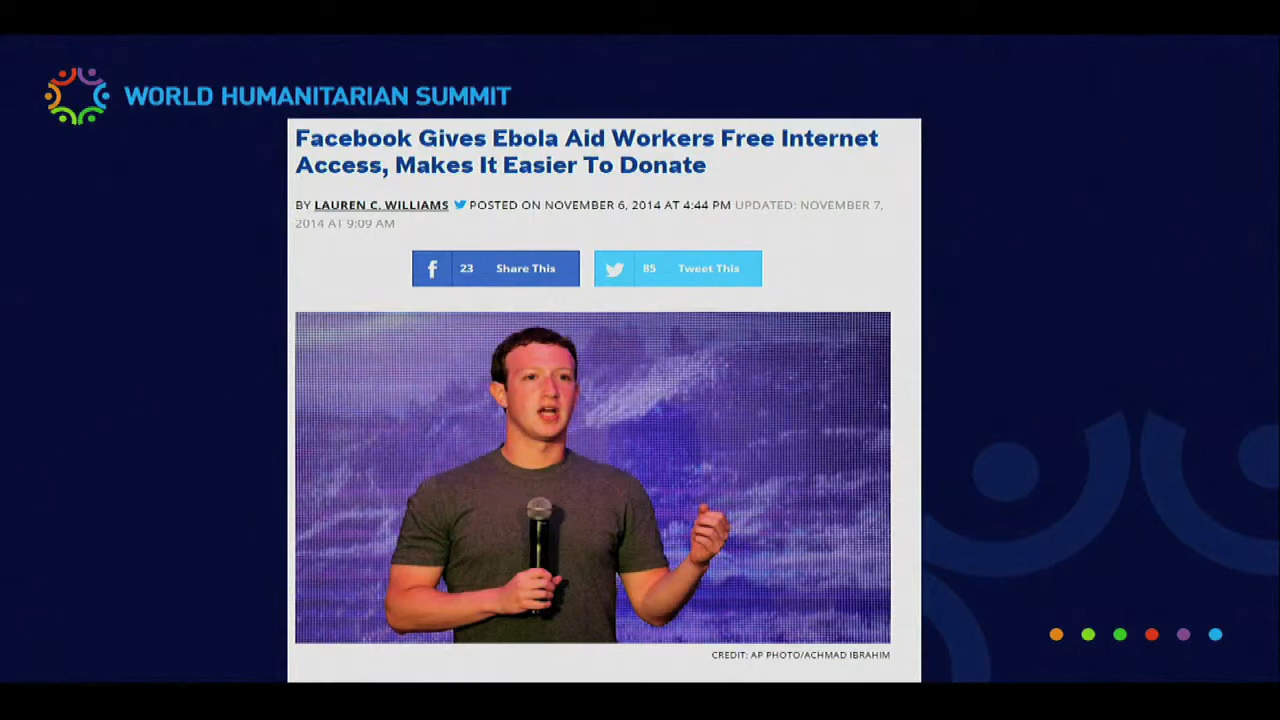 WORLD HUMANITARIAN SUMMIT
Facebook Gives Ebola Aid Workers Free Internet
Access, Makes It Easier To Donate
BY LAUREN C. WILLIAMS POSTED ON NOVEMBER 6, 2014 AT 4:44 PM UPDATED: NOVEMBER 7,
2014 AT 9:09 AM
f 23 Share This 85 Tweet This
CREDIT: AP PHOTO/ACHMAD IBRAHIM